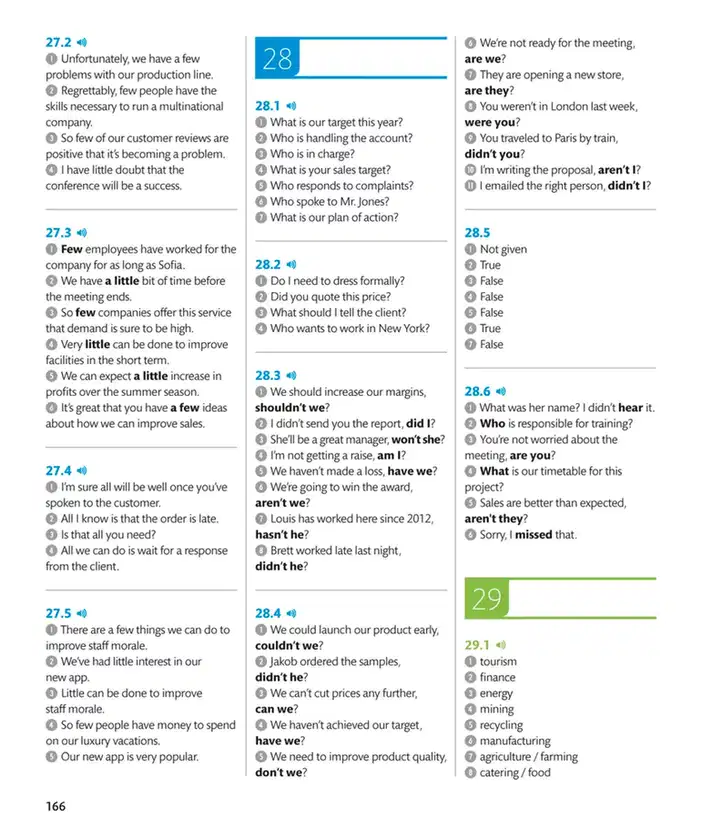 27.2
1 Unfortunately, we have a few
problems with our production line.
2 Regrettably, few people have the
skills necessary to run a multinational
company.
3 So few of our customer reviews are
positive that it's becoming a problem.
4 I have little doubt that the
conference will be a success.
27.3
1 Few employees have worked for the
company for as long as Sofia.
2 We have a little bit of time before
the meeting ends.
3 So few companies offer this service
that demand is sure to be high.
4 Very little can be done to improve
facilities in the short term.
5 We can expect a little increase in
profits over the summer season.
6 It's great that you have a few ideas
about how we can improve sales.
27.4
1 I'm sure all will be well once you've
spoken to the customer.
2 All I know is that the order is late.
3 Is that all you need?
4 All we can do is wait for a response
from the client.
27.5
1 There are a few things we can do to
improve staff morale.
2 We've had little interest in our
new app.
3 Little can be done to improve
staff morale.
4 So few people have money to spend
on our luxury vacations.
5 Our new app is very popular.
166
28
28.1
1 What is our target this year?
2 Who is handling the account?
3 Who is in charge?
4 What is your sales target?
5 Who responds to complaints?
6 Who spoke to Mr. Jones?
7 What is our plan of action?
28.2
1 Do I need to dress formally?
2 Did you quote this price?
3 What should I tell the client?
4 Who wants to work in New York?
28.3
1 We should increase our margins,
shouldn't we?
2 I didn't send you the report, did I?
3 She'll be a great manager, won't she?
4 I'm not getting a raise, am I?
5 We haven't made a loss, have we?
6 We're going to win the award,
aren't we?
7 Louis has worked here since 2012,
hasn't he?
8 Brett worked late last night,
didn't he?
28.4
1 We could launch our product early,
couldn't we?
2 Jakob ordered the samples,
didn't he?
3 We can't cut prices any further,
can we?
4 We haven't achieved our target,
have we?
5 We need to improve product quality,
don't we?
6 We're not ready for the meeting,
are we?
7 They are opening a new store,
are they?
8 You weren't in London last week,
were you?
9 You traveled to Paris by train,
didn't you?
10 I'm writing the proposal, aren't I?
11 I emailed the right person, didn't I?
28.5
1 Not given
2 True
3 False
4 False
5 False
6 True
7 False
28.6
1 What was her name? I didn't hear it.
2 Who is responsible for training?
3 You're not worried about the
meeting, are you?
4 What is our timetable for this
project?
5 Sales are better than expected,
aren't they?
6 Sorry, I missed that.
29
29.1
1 tourism
2 finance
3 energy
4 mining
5 recycling
6 manufacturing
7 agriculture / farming
8 catering / food